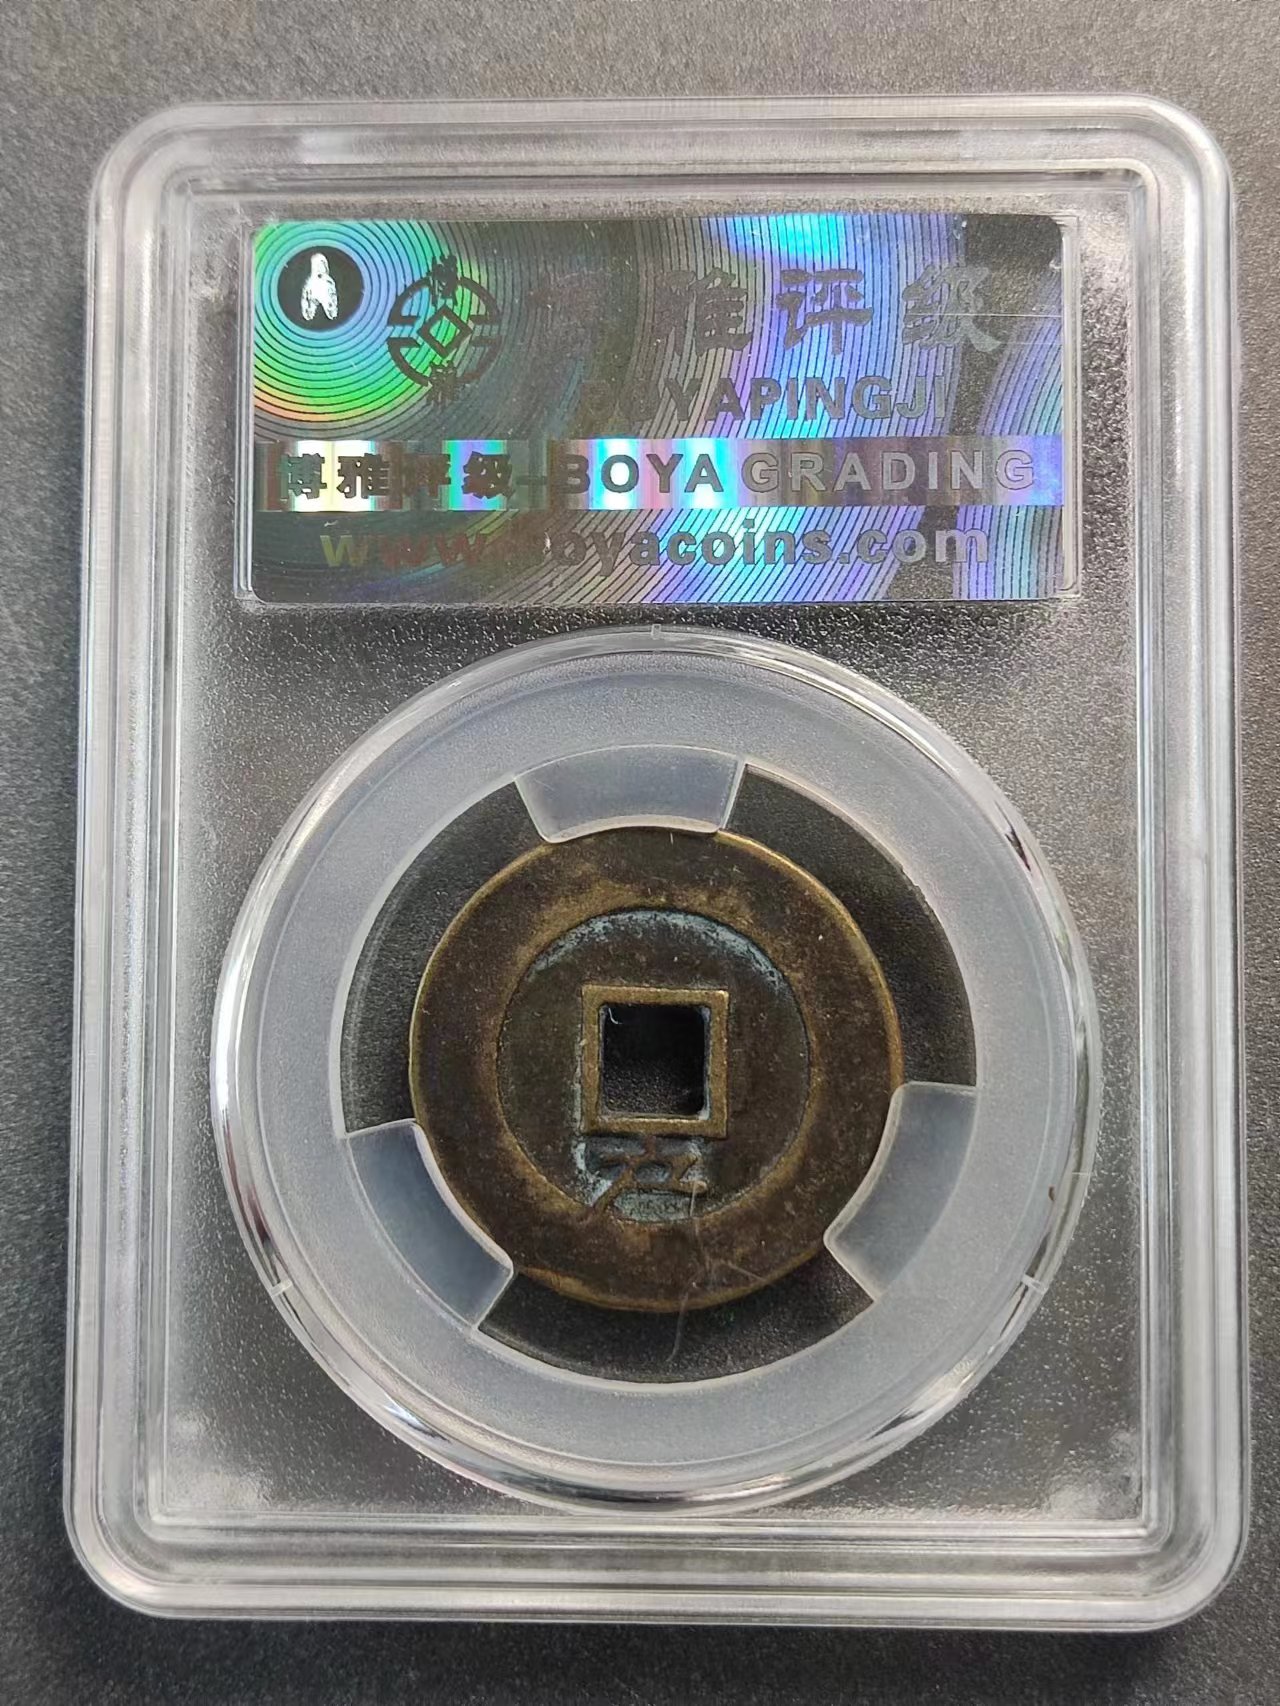 博雅评级
BOYAPINGJI
博雅评级-BOYA GRADING
www.boyacoins.com